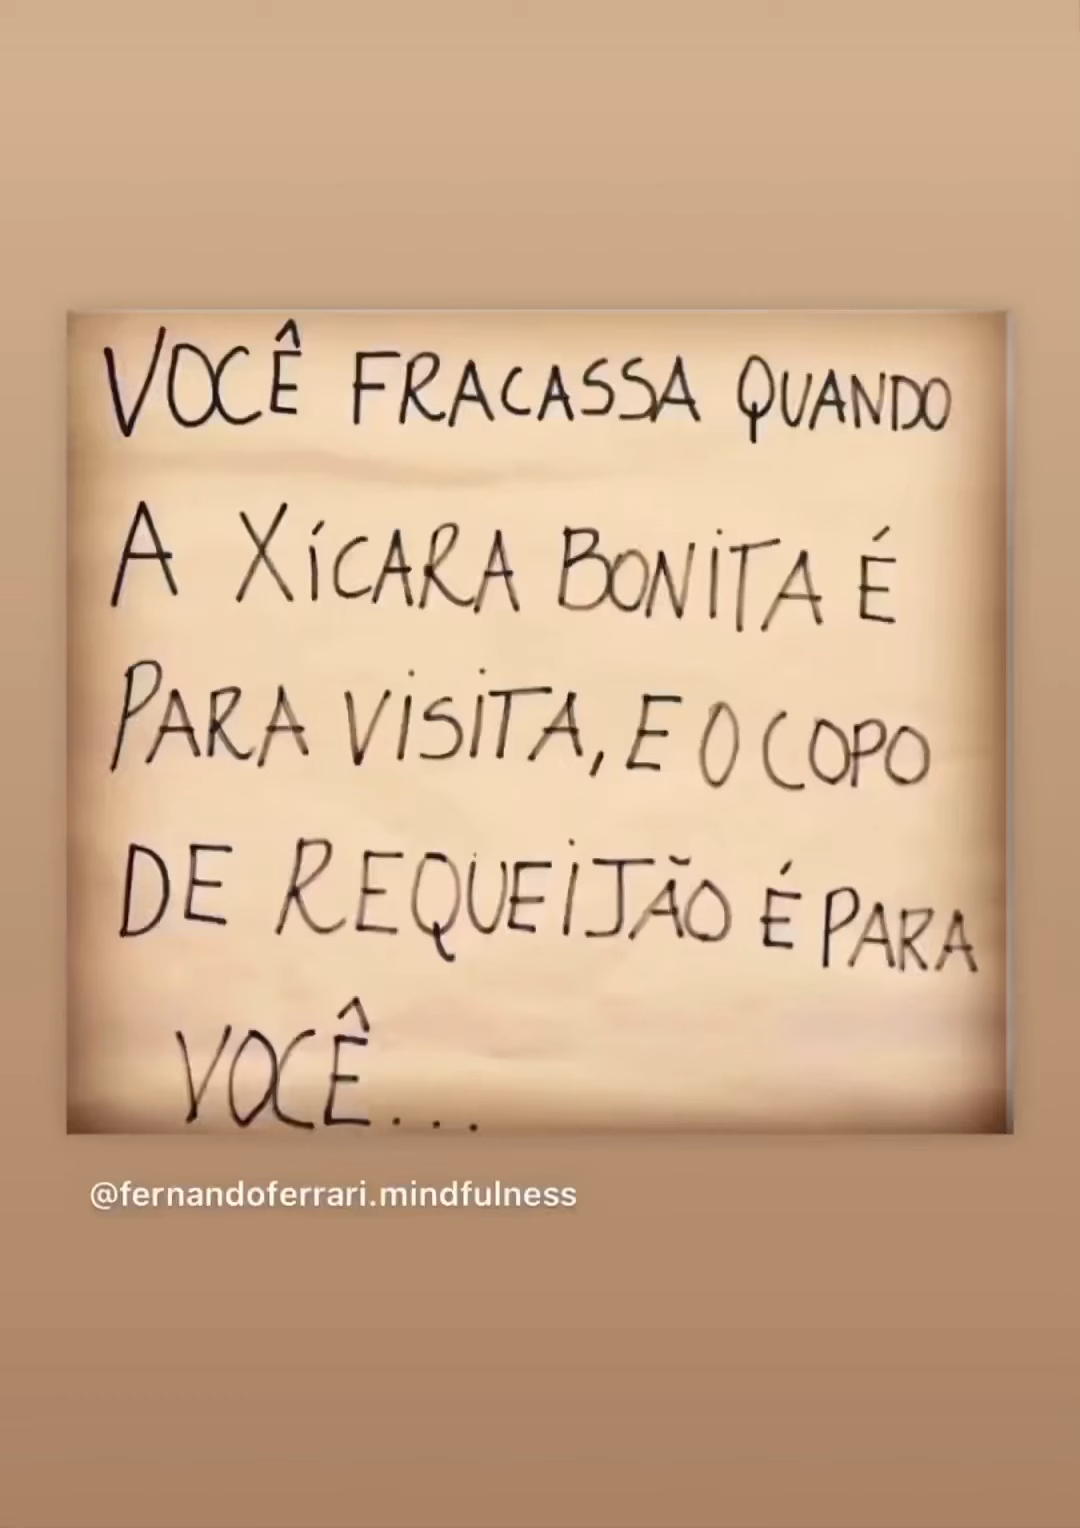 VOCÊ FRACASSA QUANDO
A XÍCARA BONITA É
PARA VISITA, E O COPO
DE REQUEIJÃO É PARA
VOCÊ...
@fernandoferrari.mindfulness